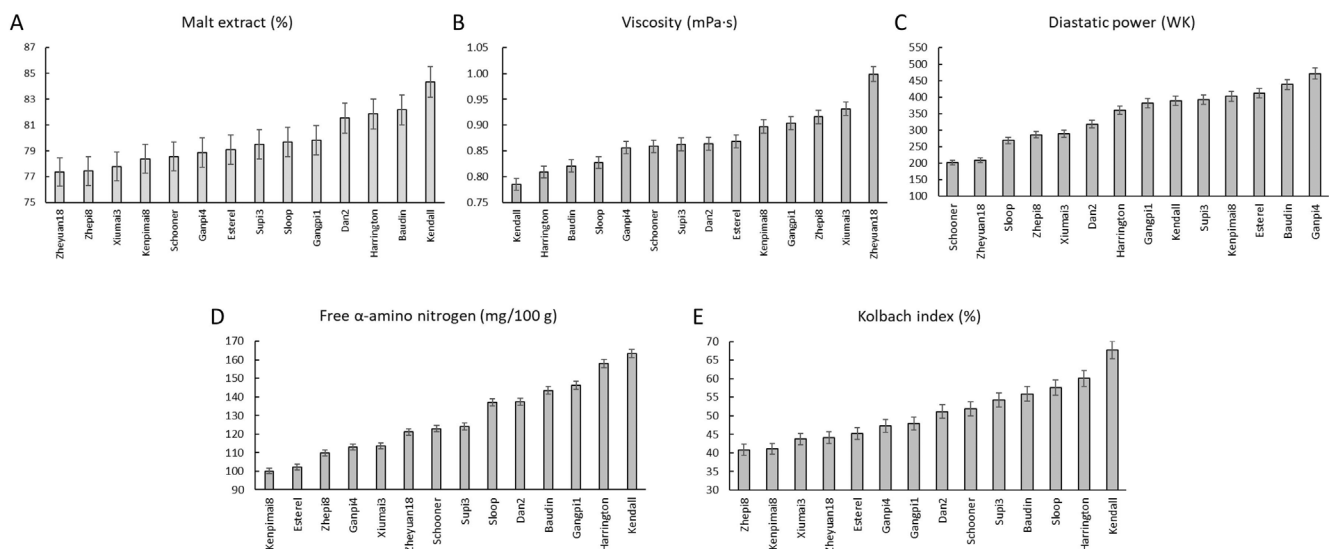 A
Malt extract (%)
87
85
83
81
79
77
75
Zheyuan18
Zhepi8
Xiumai3
Kenpimai8
Schooner
Ganpi4
Esterel
Supi3
Sloop
Gangpi1
Dan2
Harrington
Baudin
Kendall
B
Viscosity (mPa·s)
1.00
0.95
0.90
0.85
0.80
0.75
Kendall
Harrington
Baudin
Sloop
Ganpi4
Schooner
Supi3
Dan2
Esterel
Kenpimai8
Gangpi1
Zhepi8
Xiumai3
Zheyuan18
C
Diastatic power (WK)
550
500
450
400
350
300
250
200
150
100
Schooner
Zheyuan18
Sloop
Zhepi8
Xiumai3
Dan2
Harrington
Gangpi1
Kendall
Supi3
Kenpimai8
Esterel
Baudin
Ganpi4
D
Free α-amino nitrogen (mg/100 g)
170
160
150
140
130
120
110
100
90
Kenpimai8
Esterel
Zhepi8
Ganpi4
Xiumai3
Zheyuan18
Schooner
Supi3
Sloop
Dan2
Baudin
Gangpi1
Harrington
Kendall
E
Kolbach index (%)
70
65
60
55
50
45
40
35
30
Zhepi8
Kenpimai8
Xiumai3
Zheyuan18
Esterel
Ganpi4
Gangpi1
Dan2
Schooner
Supi3
Baudin
Sloop
Harrington
Kendall